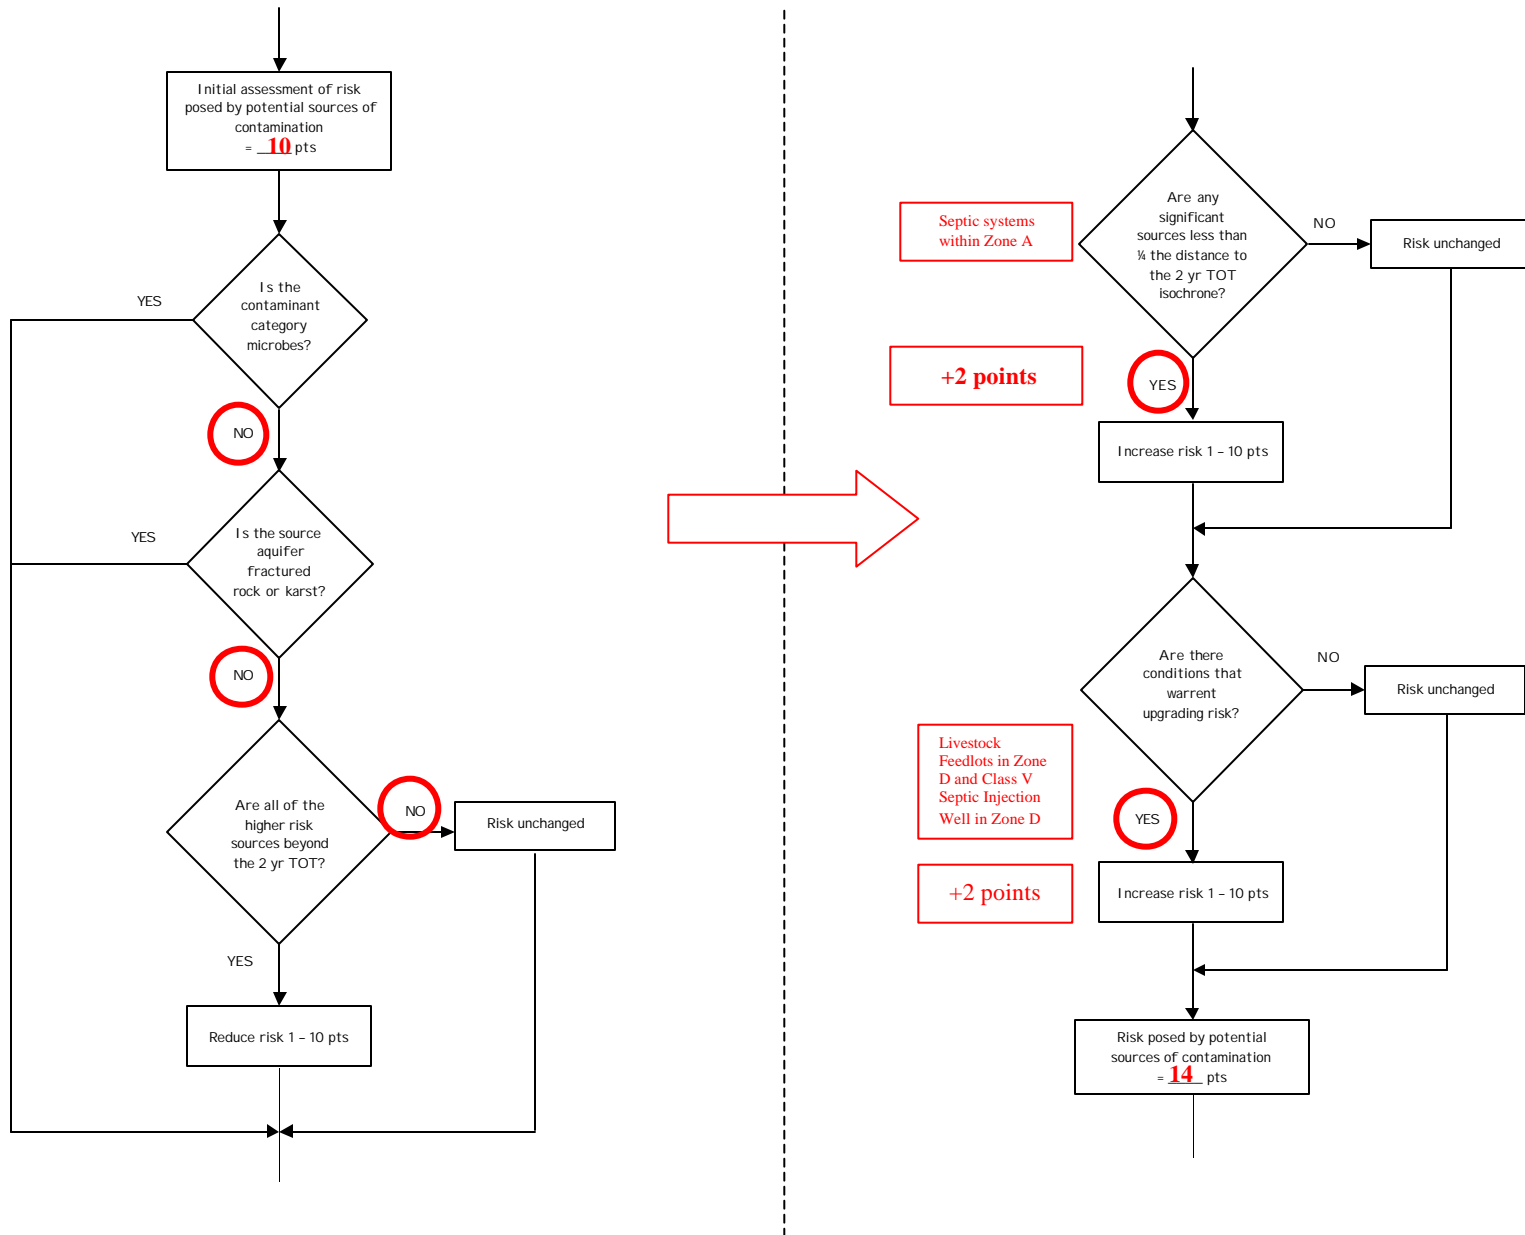 Initial assessment of risk
posed by potential sources of
contamination
= 10 pts
YES
Is the
contaminant
category
microbes?
NO
YES
Is the source
aquifer
fractured
rock or karst?
NO
Are all of the
higher risk
sources beyond
the 2 yr TOT?
NO
Risk unchanged
YES
Reduce risk 1 – 10 pts
Septic systems
within Zone A
Are any
significant
sources less than
¼ the distance to
the 2 yr TOT
isochrone?
NO
Risk unchanged
+2 points
YES
Increase risk 1 – 10 pts
Are there
conditions that
warrent
upgrading risk?
NO
Risk unchanged
Livestock
Feedlots in Zone
D and Class V
Septic Injection
Well in Zone D
YES
+2 points
Increase risk 1 – 10 pts
Risk posed by potential
sources of contamination
= 14 pts